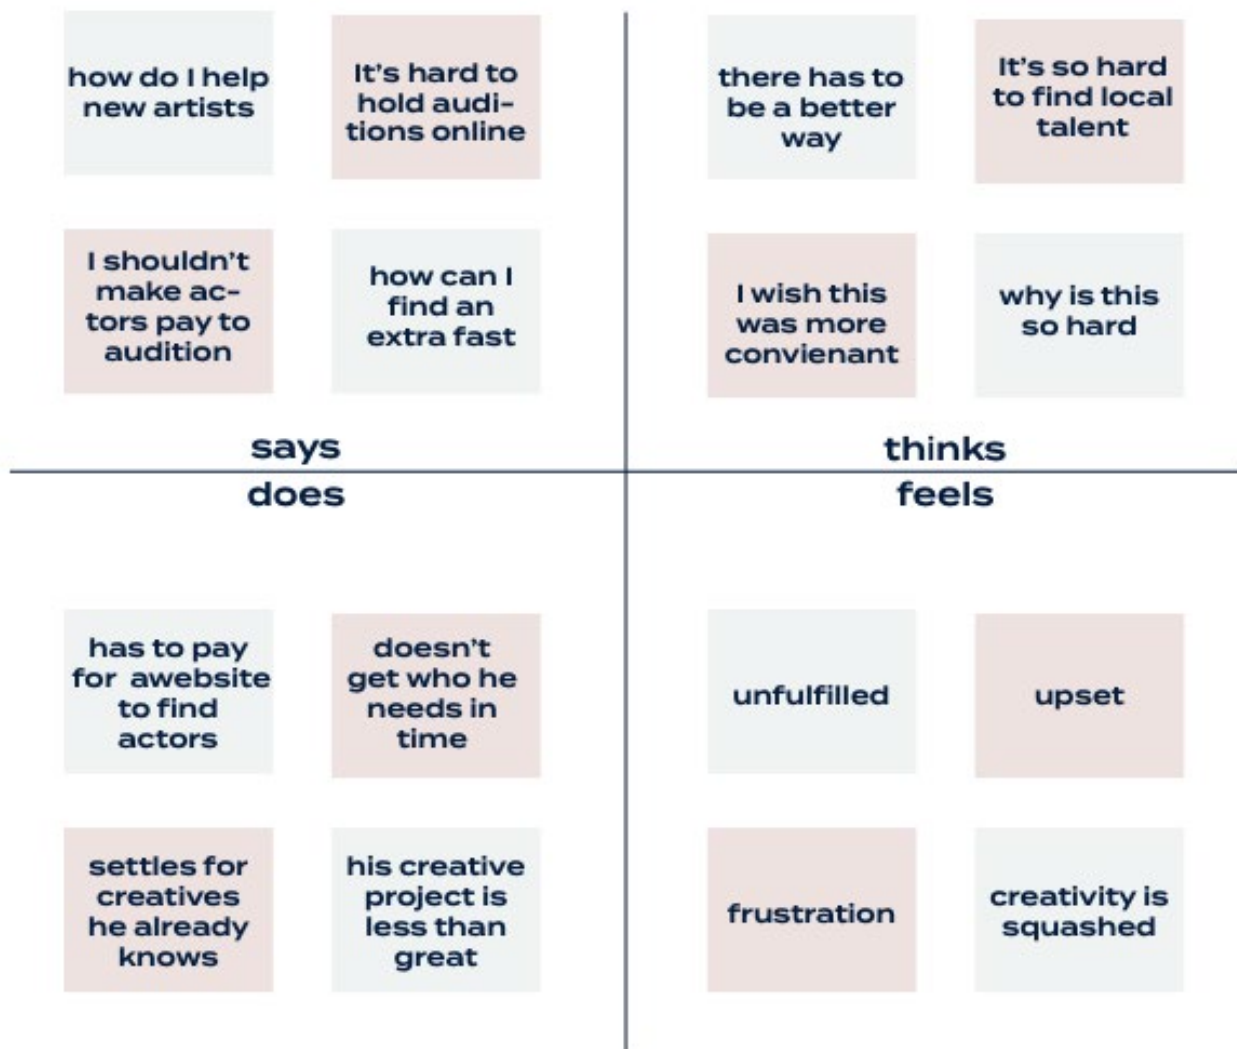 how do I help
new artists
It's hard to
hold audi-
tions online
I shouldn't
make ac-
tors pay to
audition
how can I
find an
extra fast
says
there has to
be a better
way
It's so hard
to find local
talent
I wish this
was more
convienant
why is this
so hard
thinks
does
has to pay
for awebsite
to find
actors
doesn't
get who he
needs in
time
settles for
creatives
he already
knows
his creative
project is
less than
great
feels
unfulfilled
upset
frustration
creativity is
squashed